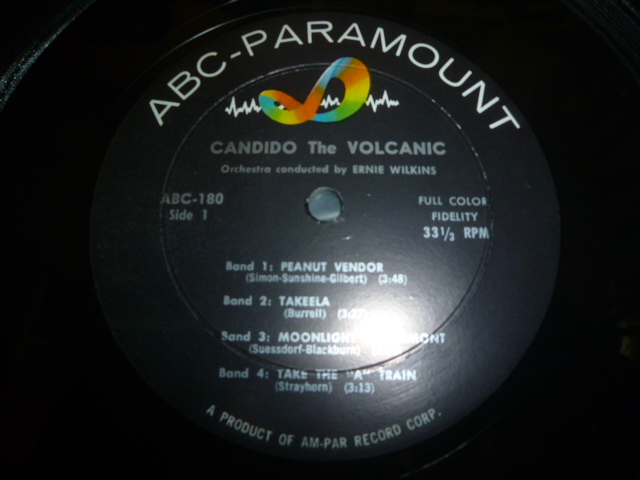 ABC-PARAMOUNT
CANDIDO The VOLCANIC
Orchestra conducted by ERNIE WILKINS
ABC-180
Side 1
FULL COLOR
FIDELITY
33 1/3 RPM
Band 1: PEANUT VENDOR
(Simon-Sunshine-Gilbert) (3:48)
Band 2: TAKEELA
(Burrell)
Band 3: MOONLIGHT
(Suessdorf-Blackburn)
Band 4: TAKE THE "A" TRAIN
(Strayhorn) (3:13)
A PRODUCT OF AM-PAR RECORD CORP.